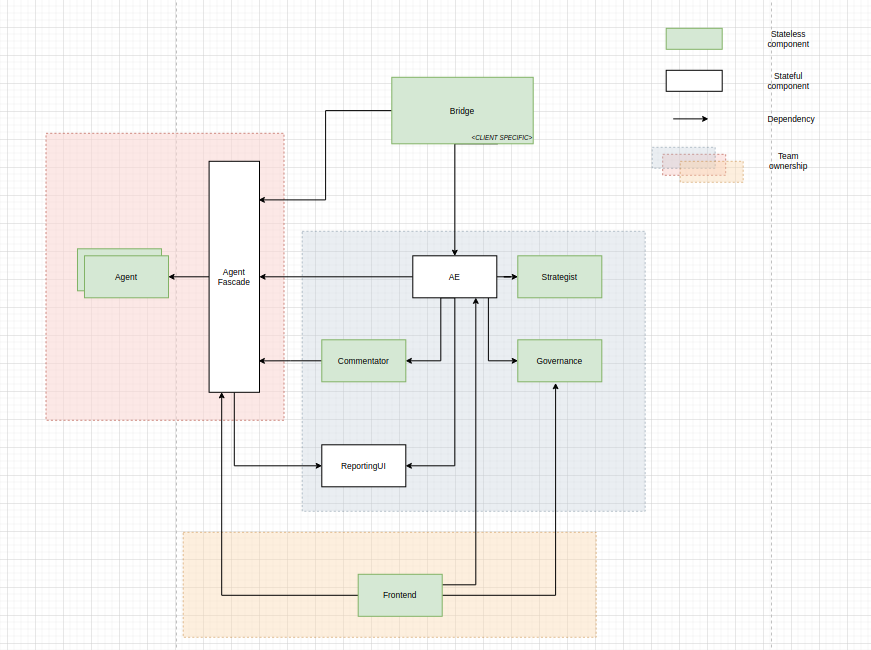 Stateless
component
Stateful
component
Dependency
Team
ownership
Bridge
<CLIENT SPECIFIC>
Agent
Agent
Fascade
AE
Strategist
Commentator
Governance
ReportingUI
Frontend